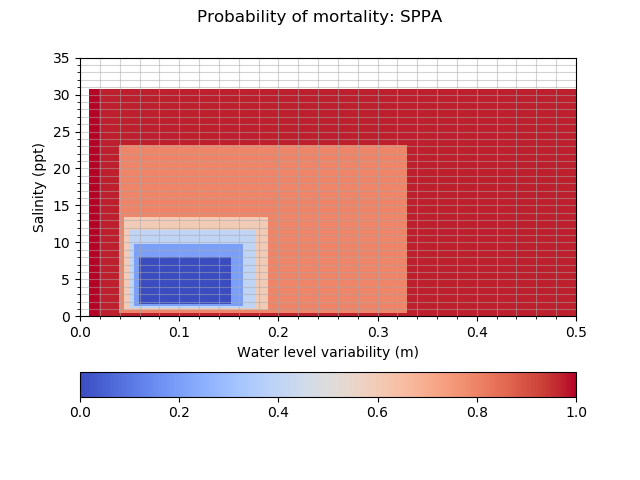 Probability of mortality: SPPA
35
30
25
20
15
10
5
0
Salinity (ppt)
0.0 0.1 0.2 0.3 0.4 0.5
Water level variability (m)
0.0 0.2 0.4 0.6 0.8 1.0